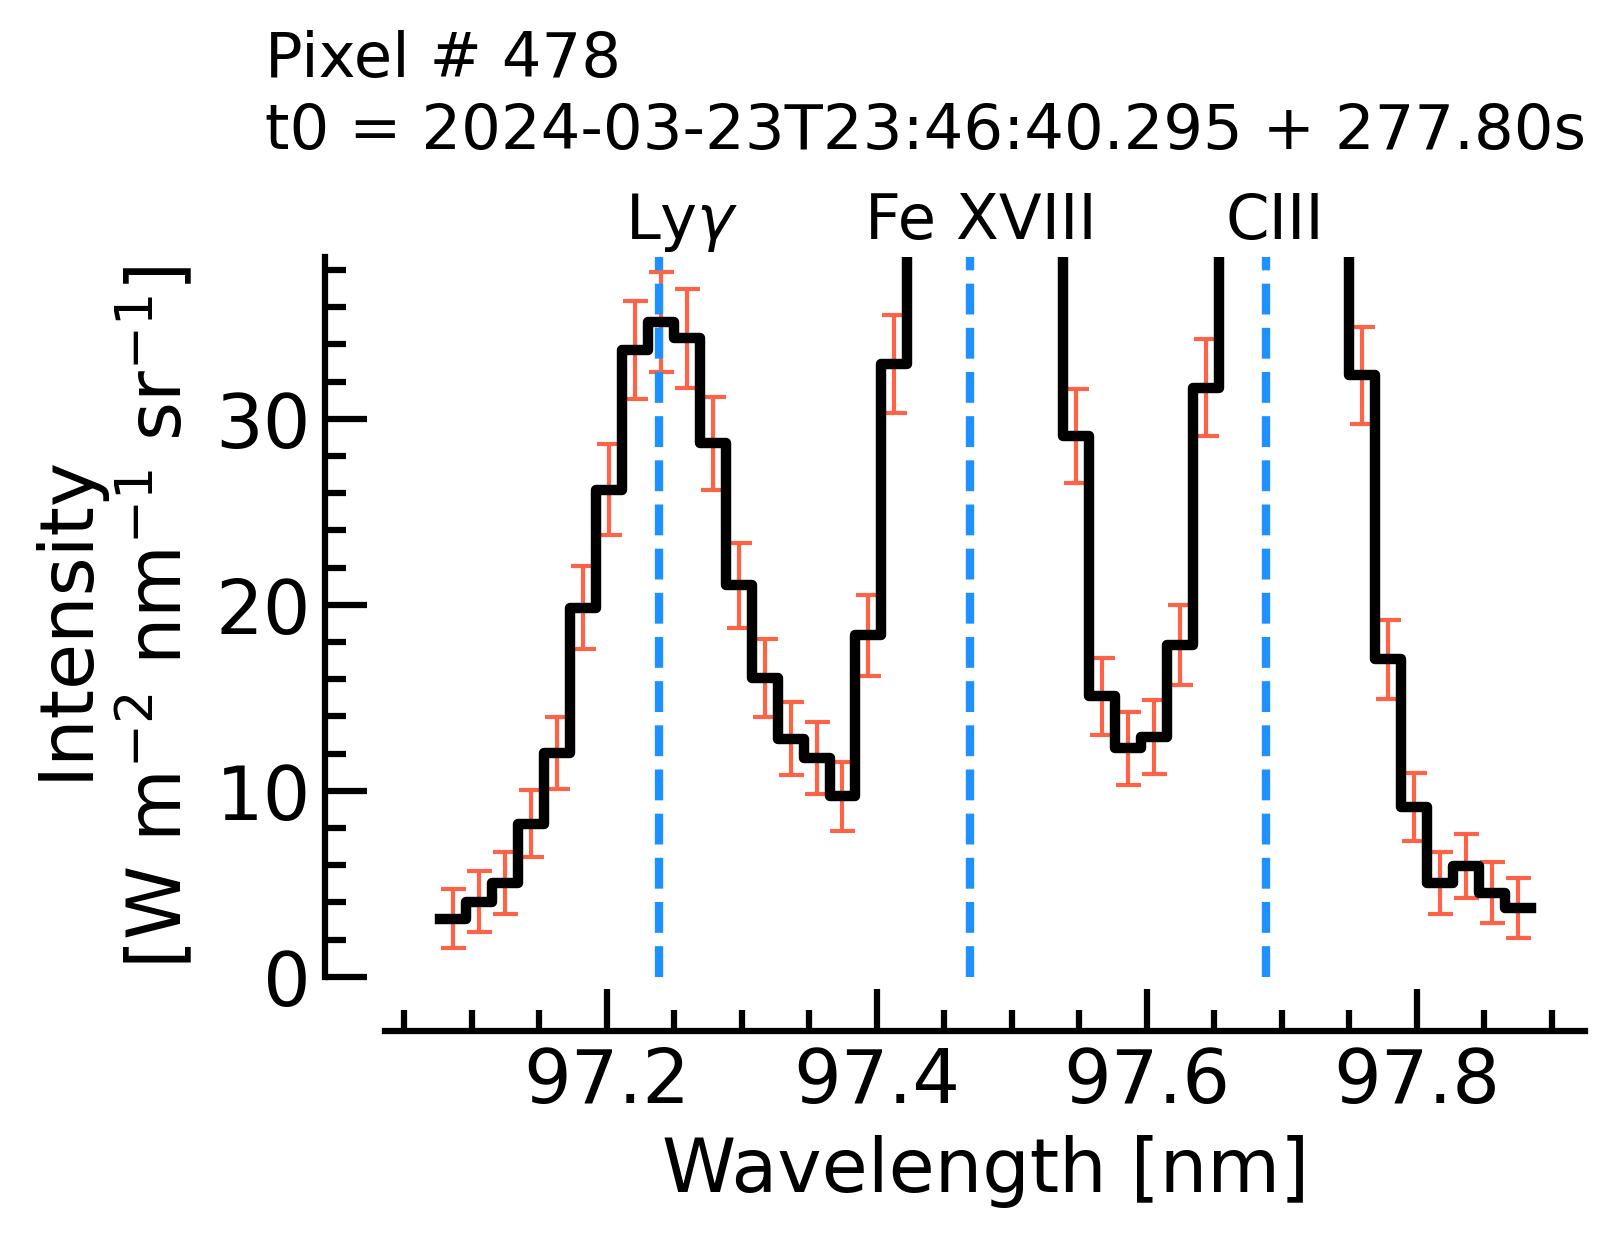 Pixel # 478
t0 = 2024-03-23T23:46:40.295 + 277.80s
Lyγ Fe XVIII CIII
Intensity
[W m⁻² nm⁻¹ sr⁻¹]
30
20
10
0
97.2 97.4 97.6 97.8
Wavelength [nm]